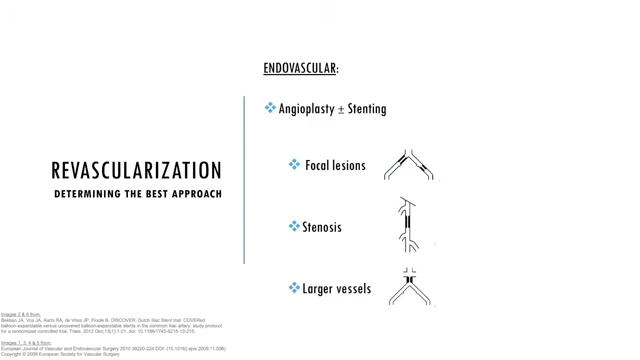 ENDOVASCULAR:
Angioplasty ± Stenting
REVASCULARIZATION
DETERMINING THE BEST APPROACH
Focal lesions
Stenosis
Larger vessels
Images 2 & 6 from:
Bekken JA, Vos JA, Aarts RA, de Vries JP, Fioole B. DISCOVER: Dutch Iliac Stent trial: COVERed
balloon-expandable versus uncovered balloon-expandable stents in the common iliac artery: study protocol
for a randomized controlled trial. Trials. 2012 Dec;13(1):1-21. doi: 10.1186/1745-6215-13-215.
Images 1, 3, 4 & 5 from:
European Journal of Vascular and Endovascular Surgery 2010 39220-224 DOI: (10.1016/j.ejvs.2009.11.006)
Copyright © 2009 European Society for Vascular Surgery